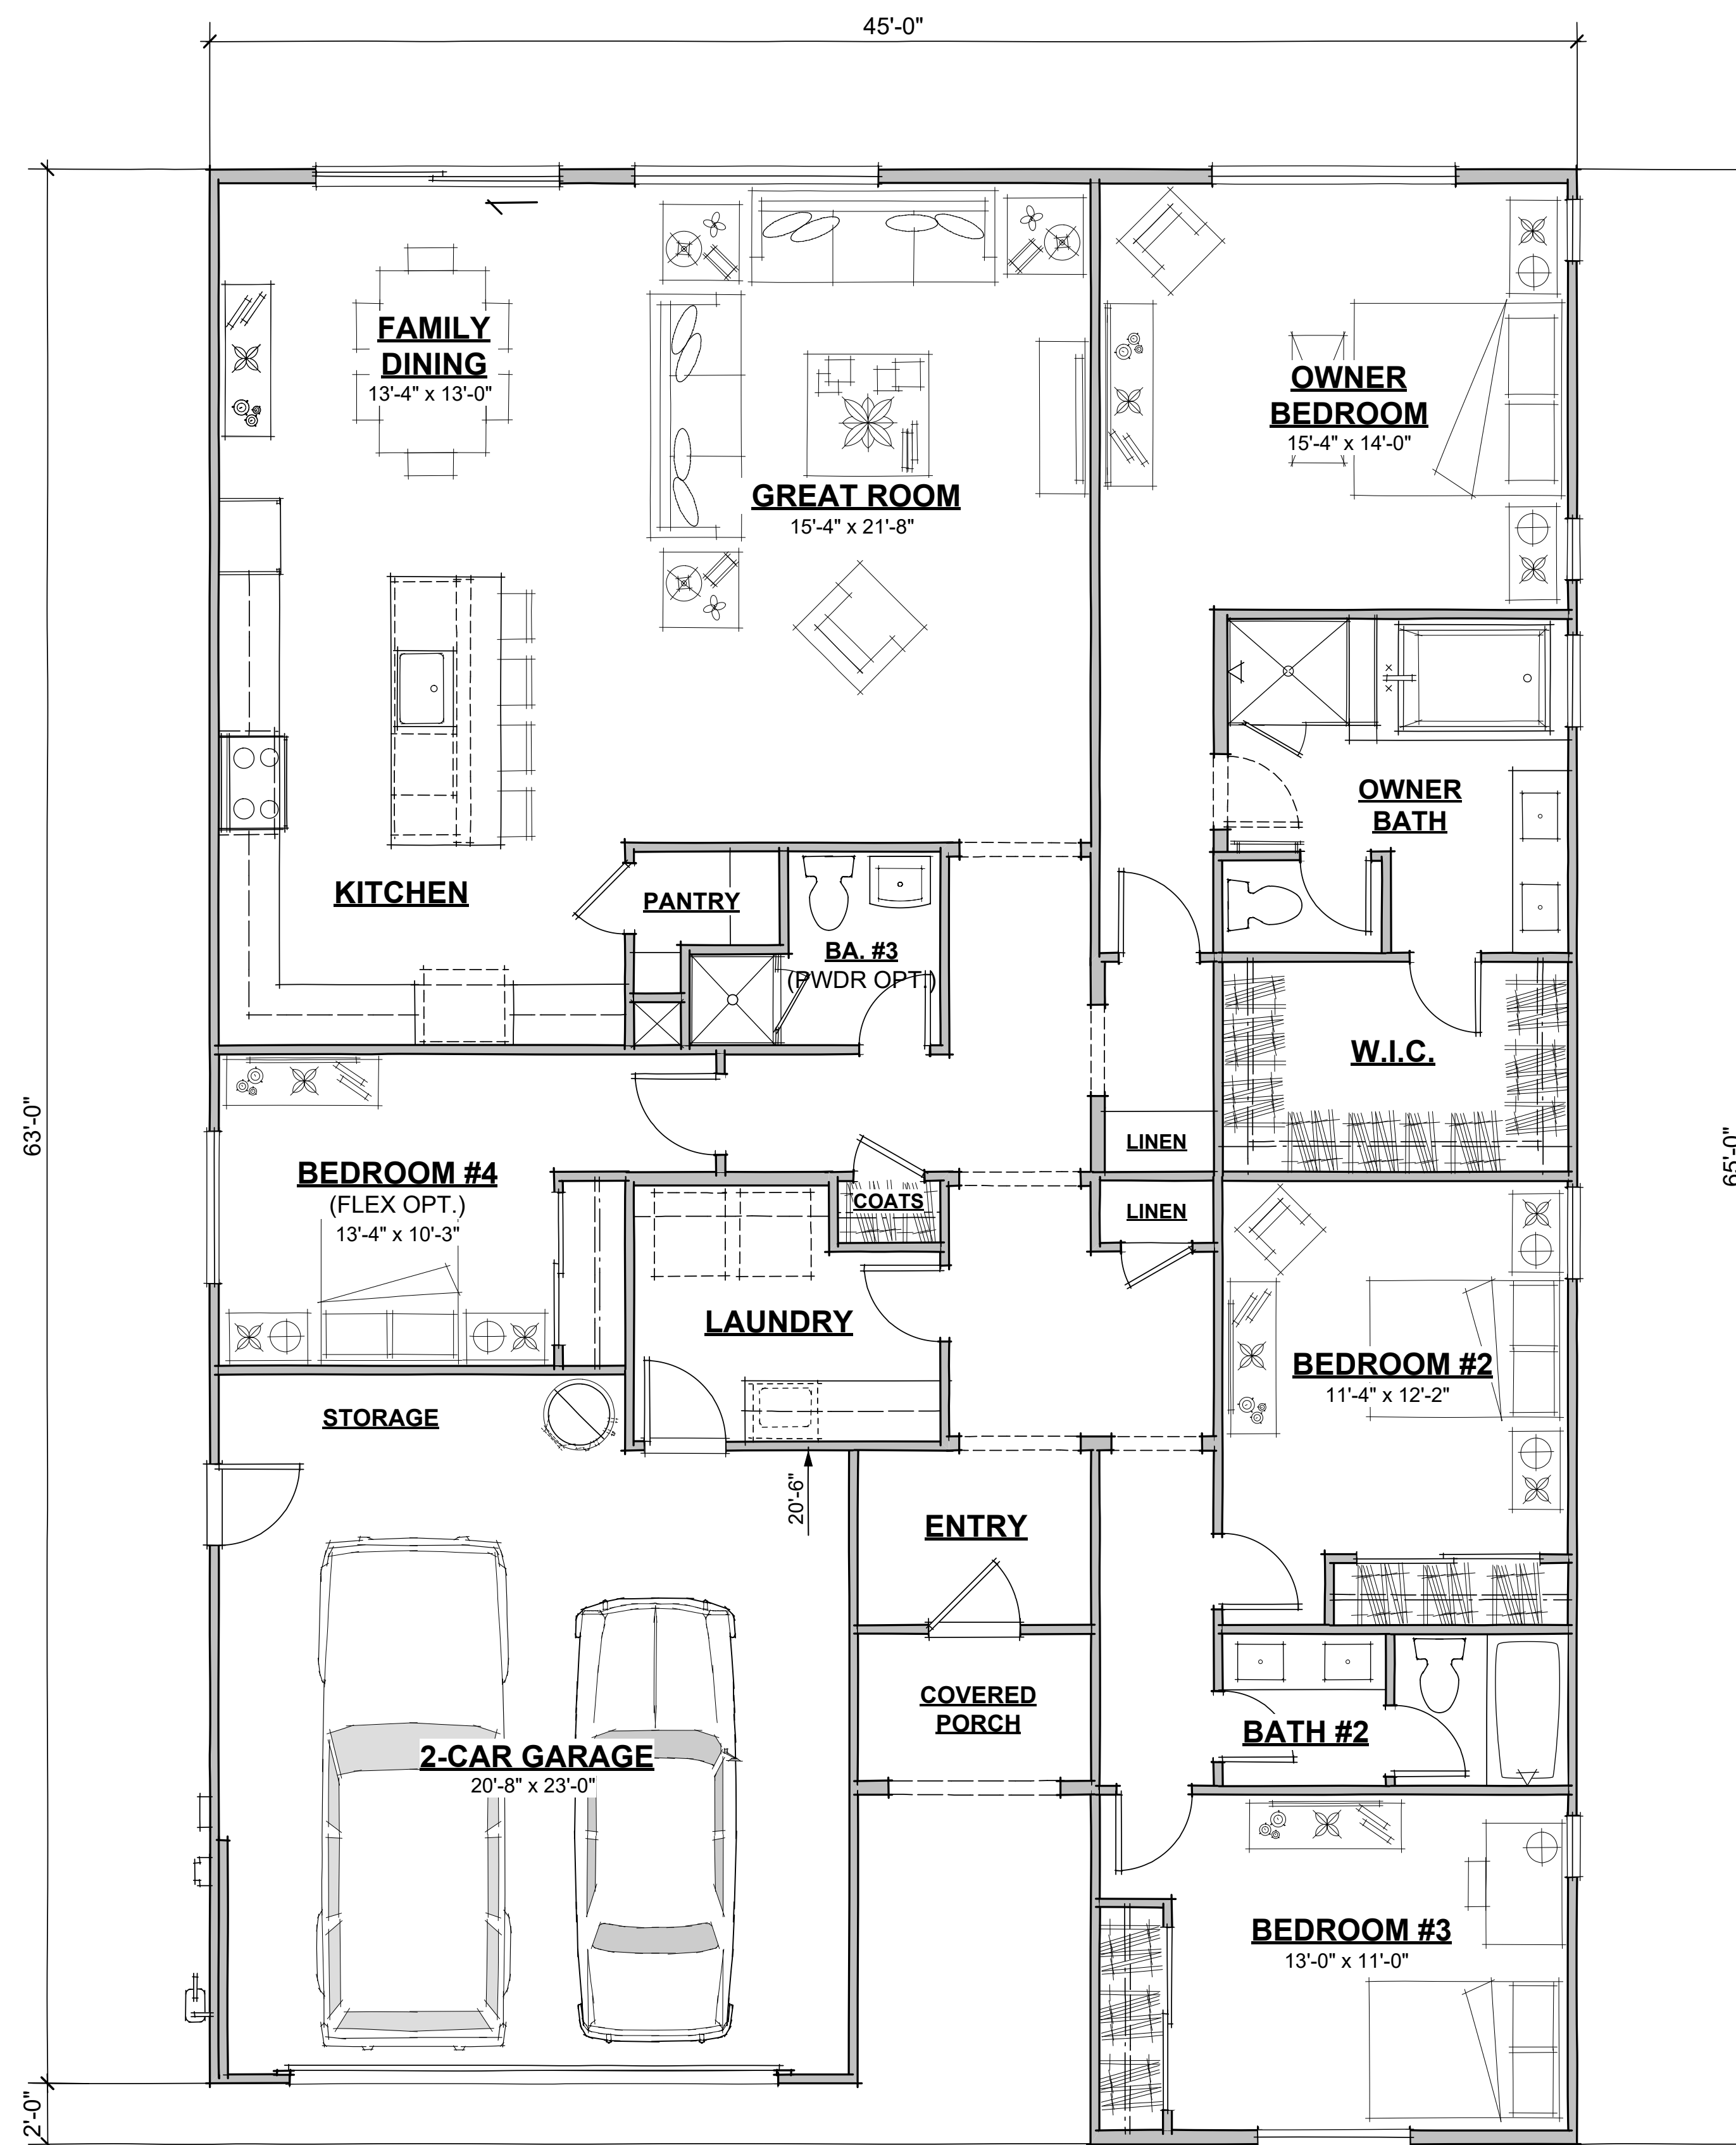 45'-0"
FAMILY
DINING
13'-4" x 13'-0"
OWNER
BEDROOM
15'-4" x 14'-0"
GREAT ROOM
15'-4" x 21'-8"
OWNER
BATH
KITCHEN
PANTRY
BA. #3
(PWDR OPT.)
W.I.C.
63'-0"
65'-0"
LINEN
BEDROOM #4
(FLEX OPT.)
13'-4" x 10'-3"
COATS
LINEN
LAUNDRY
BEDROOM #2
11'-4" x 12'-2"
STORAGE
20'-6"
ENTRY
COVERED
PORCH
BATH #2
2-CAR GARAGE
20'-8" x 23'-0"
BEDROOM #3
13'-0" x 11'-0"
2'-0"